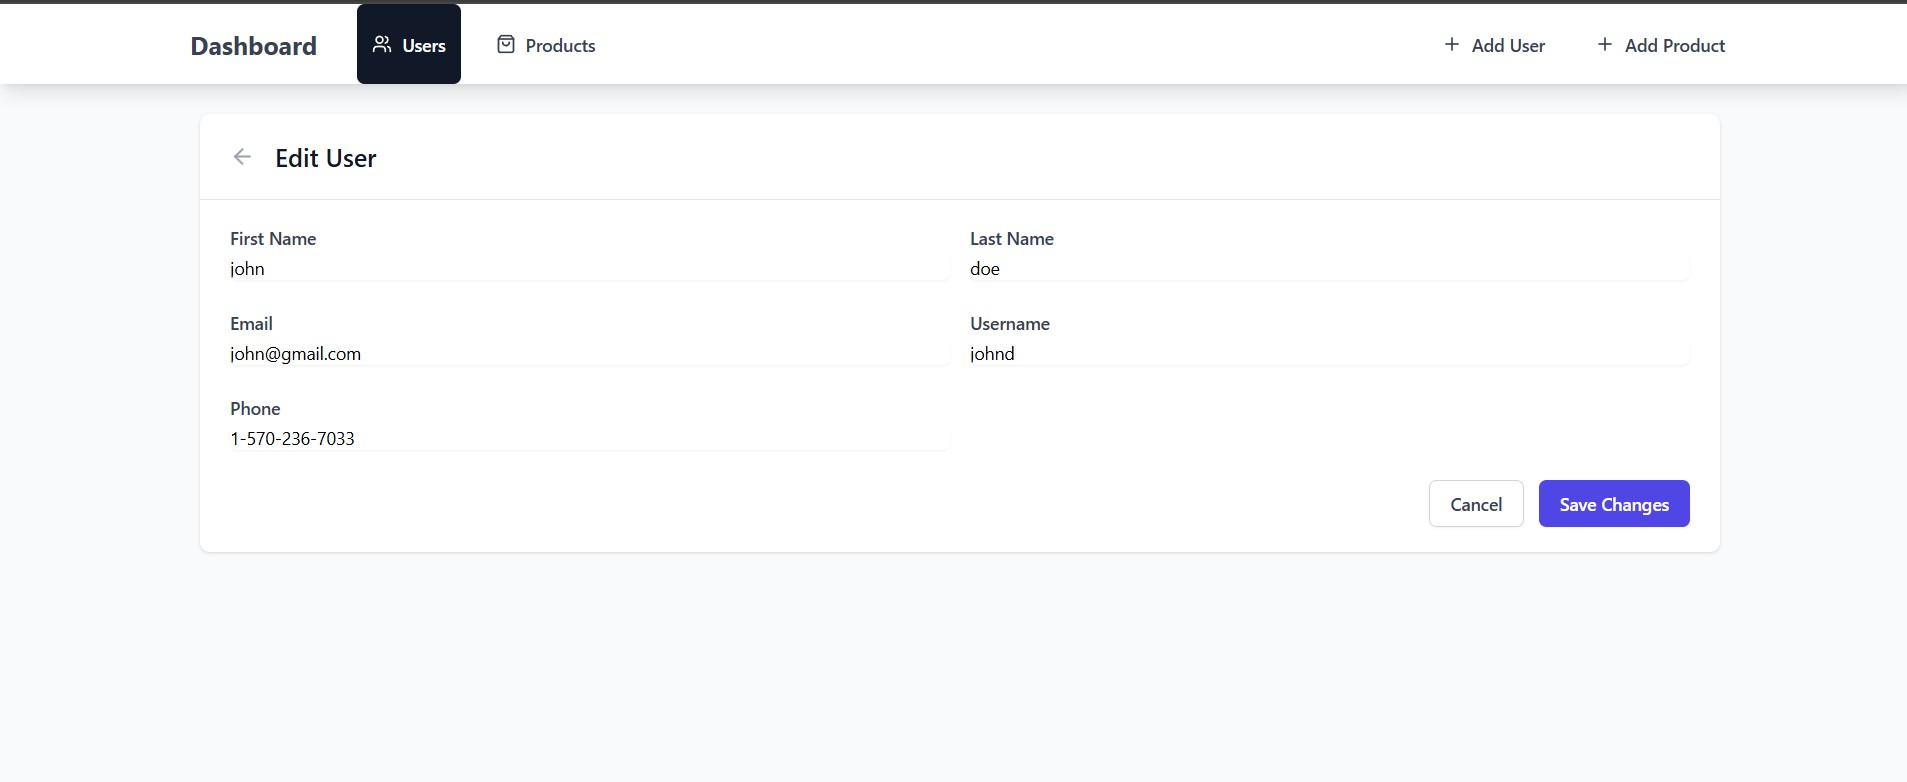 Dashboard Users Products Add User Add Product
Edit User
First Name Last Name
john doe
Email Username
john@gmail.com johnd
Phone
1-570-236-7033
Cancel Save Changes